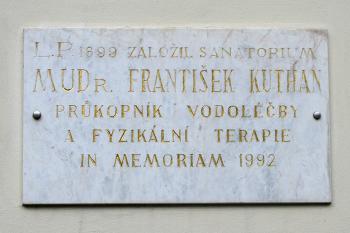 L.P. 1899 ZALOŽIL SANATORIUM
MUDR. FRANTIŠEK KUTHAN
PRŮKOPNÍK VODOLÉČBY
A FYZIKÁLNÍ TERAPIE
IN MEMORIAM 1992